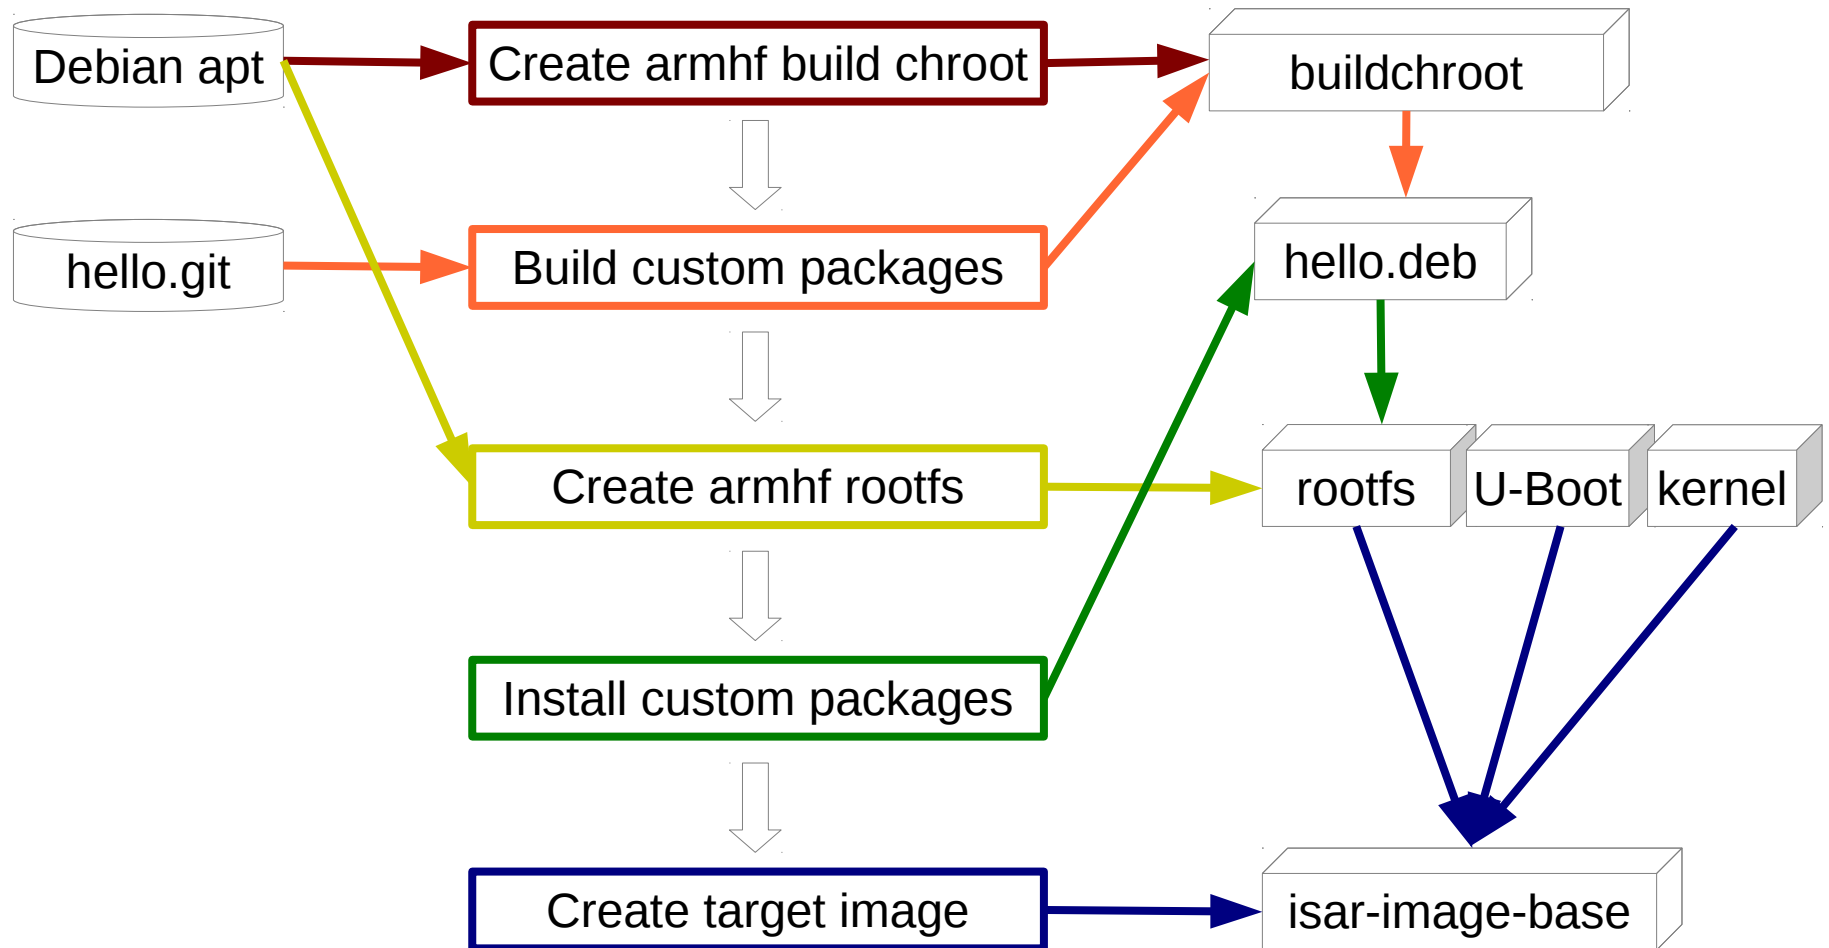 Debian apt
Create armhf build chroot
buildchroot
hello.git
Build custom packages
hello.deb
Create armhf rootfs
rootfs
U-Boot
kernel
Install custom packages
Create target image
isar-image-base